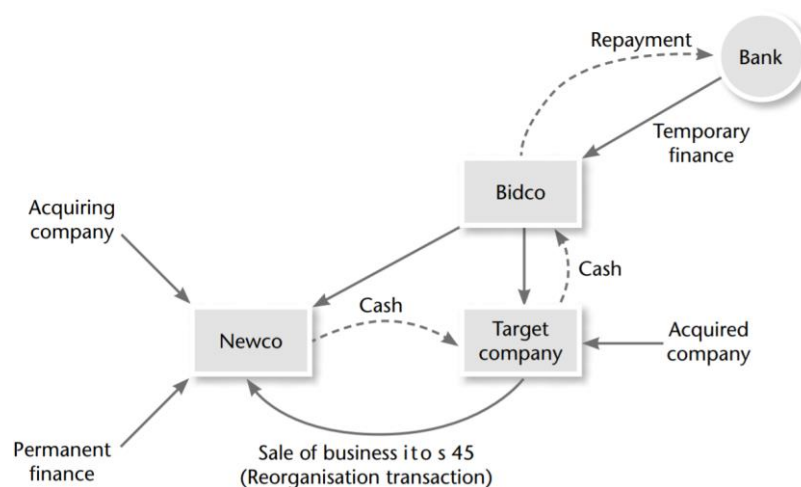 Repayment
Bank
Temporary
finance
Bidco
Acquiring
company
Cash
Cash
Newco
Target
company
Acquired
company
Permanent
finance
Sale of business ito s 45
(Reorganisation transaction)